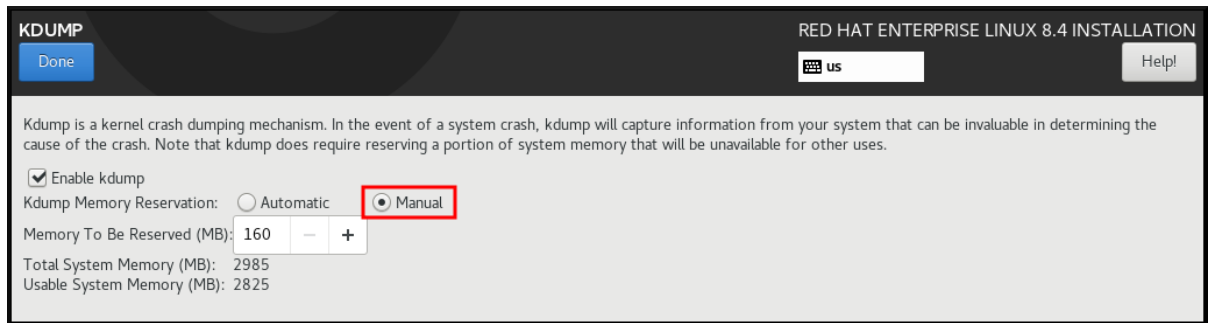 KDUMP
RED HAT ENTERPRISE LINUX 8.4 INSTALLATION
Done
us
Help!
Kdump is a kernel crash dumping mechanism. In the event of a system crash, kdump will capture information from your system that can be invaluable in determining the
cause of the crash. Note that kdump does require reserving a portion of system memory that will be unavailable for other uses.
Enable kdump
Kdump Memory Reservation: Automatic Manual
Memory To Be Reserved (MB): 160 − +
Total System Memory (MB): 2985
Usable System Memory (MB): 2825